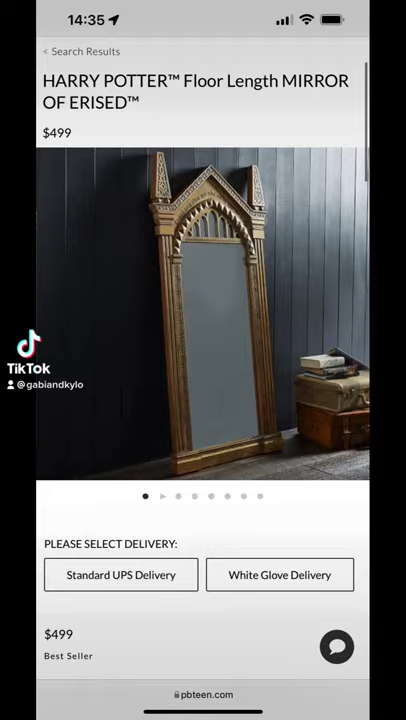 14:35
< Search Results
HARRY POTTER™ Floor Length MIRROR
OF ERISED™
$499
TikTok
@gabiandkylo
PLEASE SELECT DELIVERY:
Standard UPS Delivery
White Glove Delivery
$499
Best Seller
pbteen.com